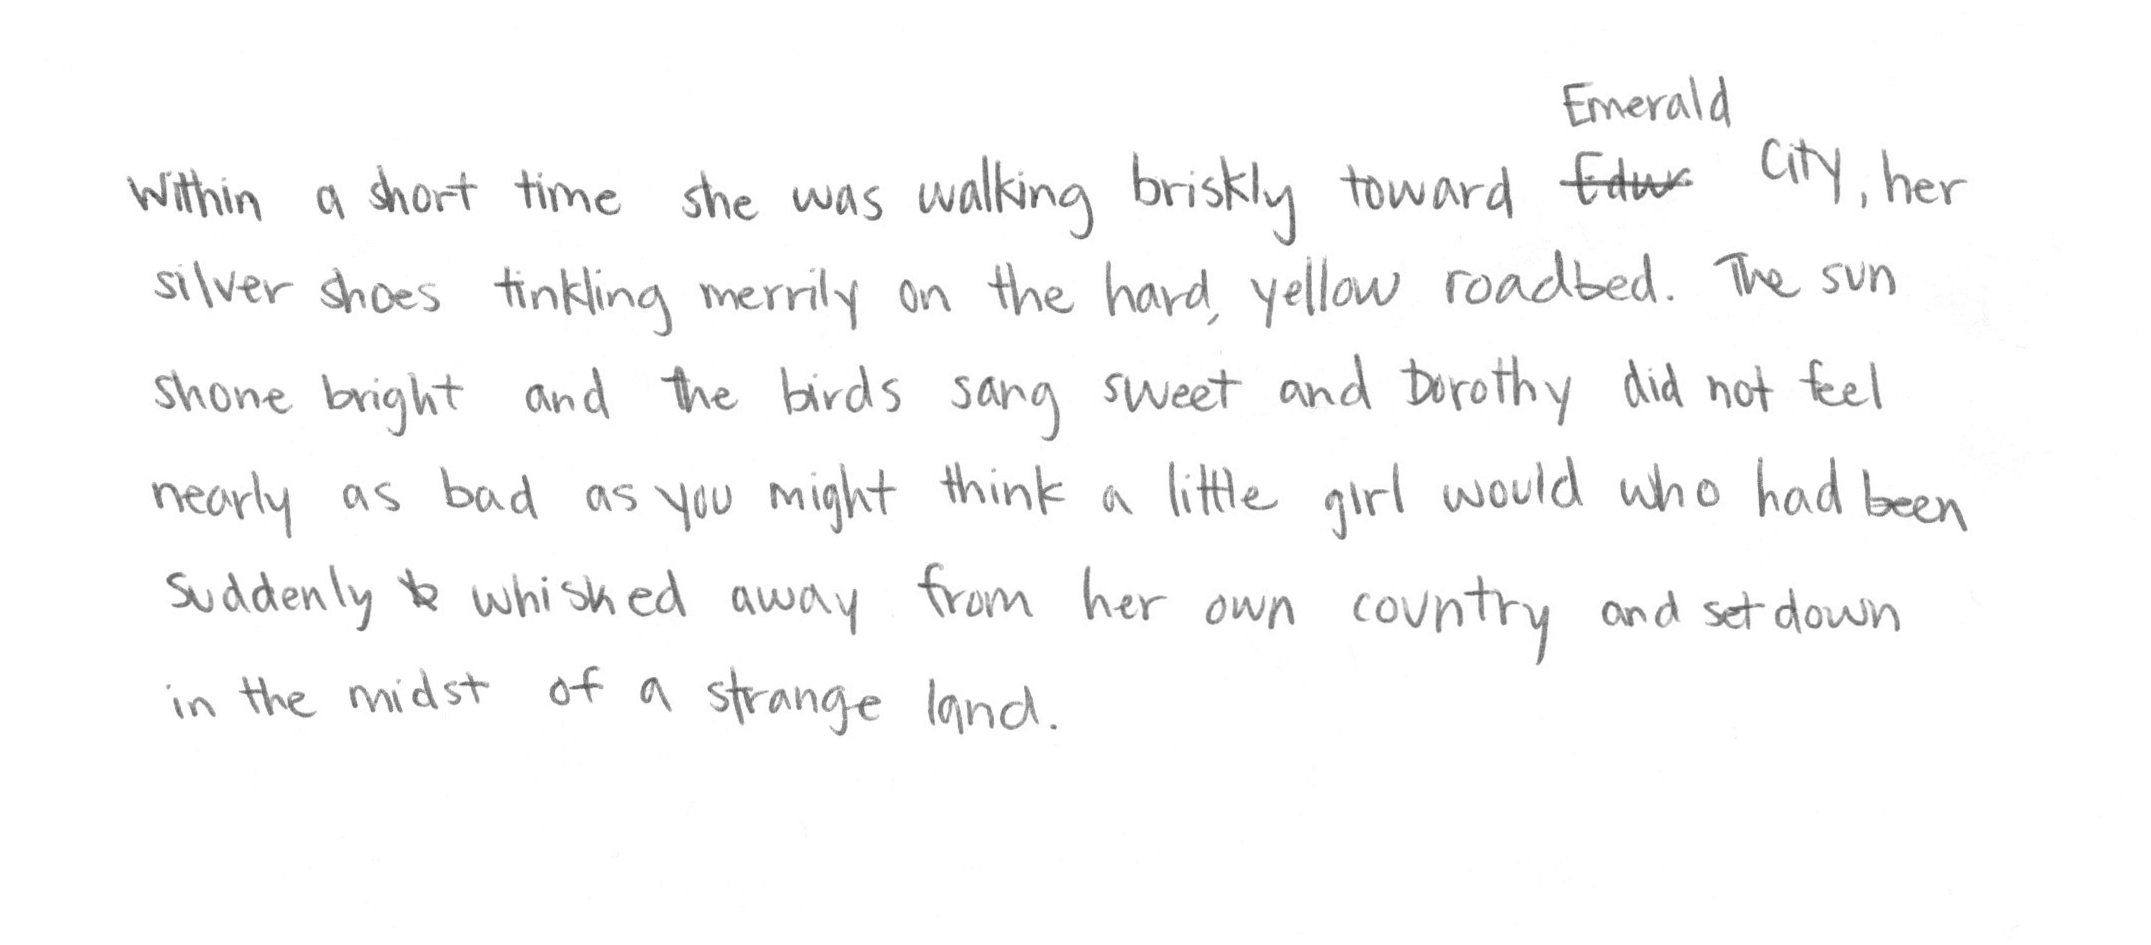 Within a short time she was walking briskly toward Emerald City, her
silver shoes tinkling merrily on the hard, yellow roadbed. The sun
shone bright and the birds sang sweet and Dorothy did not feel
nearly as bad as you might think a little girl would who had been
suddenly whisked away from her own country and set down
in the midst of a strange land.